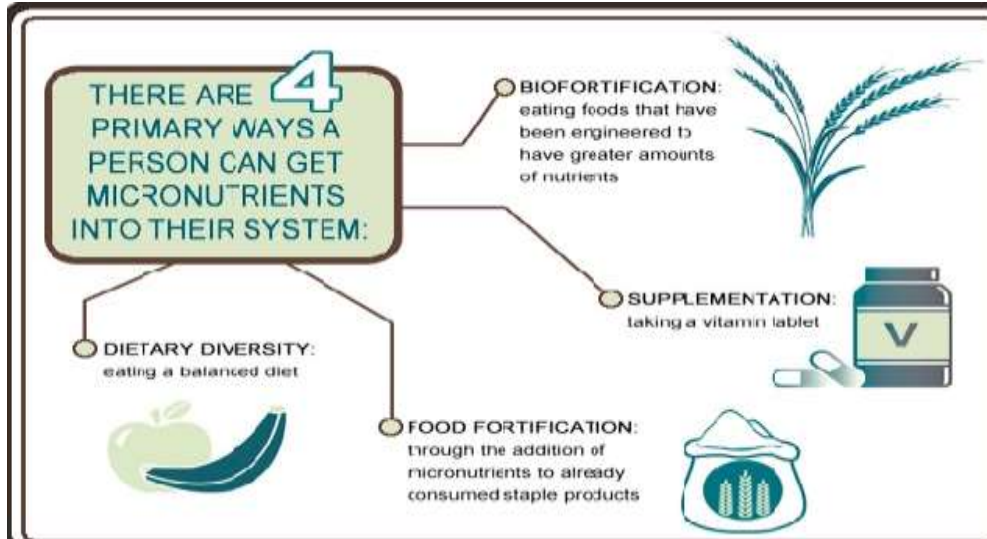 THERE ARE 4
PRIMARY WAYS A
PERSON CAN GET
MICRONUTRIENTS
INTO THEIR SYSTEM:
BIOFORTIFICATION:
eating foods that have
been engineered to
have greater amounts
of nutrients
SUPPLEMENTATION:
taking a vitamin tablet
V
DIETARY DIVERSITY:
eating a balanced diet
FOOD FORTIFICATION:
through the addition of
micronutrients to already
consumed staple products